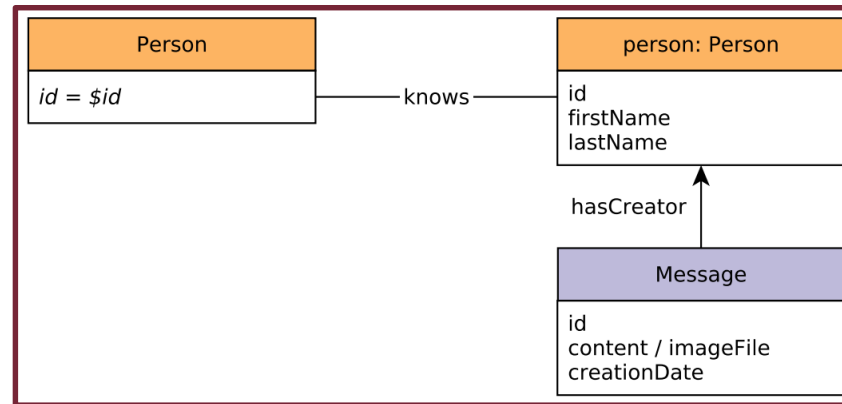 Person
id = $id
knows
person: Person
id
firstName
lastName
hasCreator
Message
id
content / imageFile
creationDate